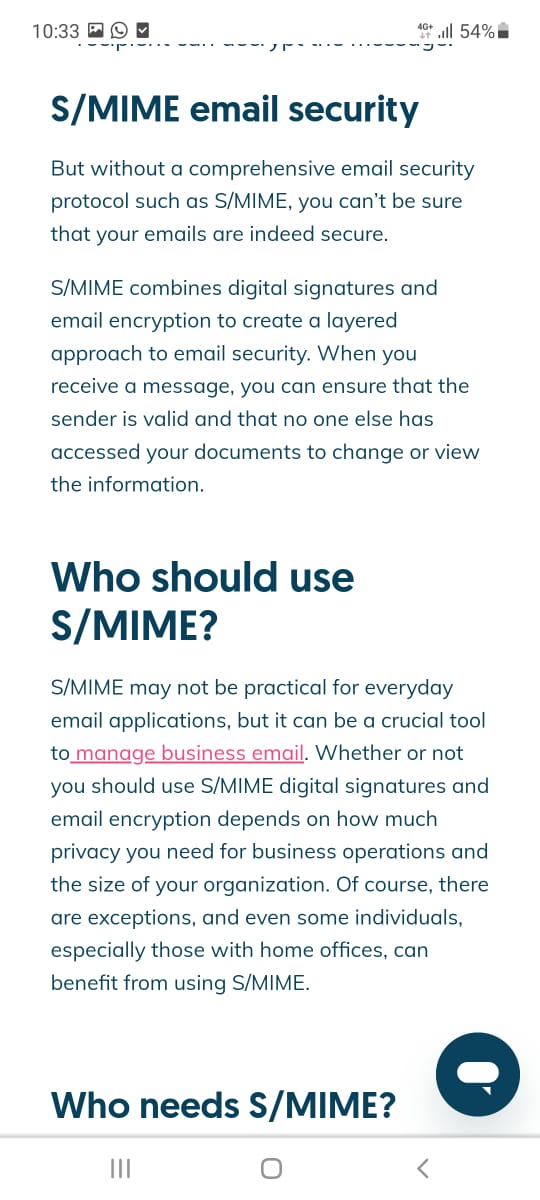 10:33
4G+
54%
S/MIME email security
But without a comprehensive email security
protocol such as S/MIME, you can’t be sure
that your emails are indeed secure.
S/MIME combines digital signatures and
email encryption to create a layered
approach to email security. When you
receive a message, you can ensure that the
sender is valid and that no one else has
accessed your documents to change or view
the information.
Who should use
S/MIME?
S/MIME may not be practical for everyday
email applications, but it can be a crucial tool
to manage business email. Whether or not
you should use S/MIME digital signatures and
email encryption depends on how much
privacy you need for business operations and
the size of your organization. Of course, there
are exceptions, and even some individuals,
especially those with home offices, can
benefit from using S/MIME.
Who needs S/MIME?